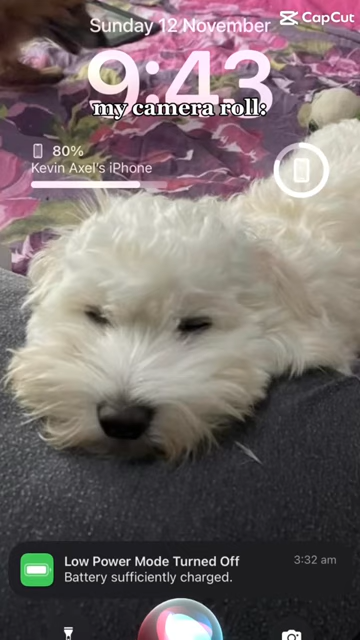 Sunday 12 November
CapCut
9:43
my camera roll:
80%
Kevin Axel's iPhone
Low Power Mode Turned Off
3:32 am
Battery sufficiently charged.